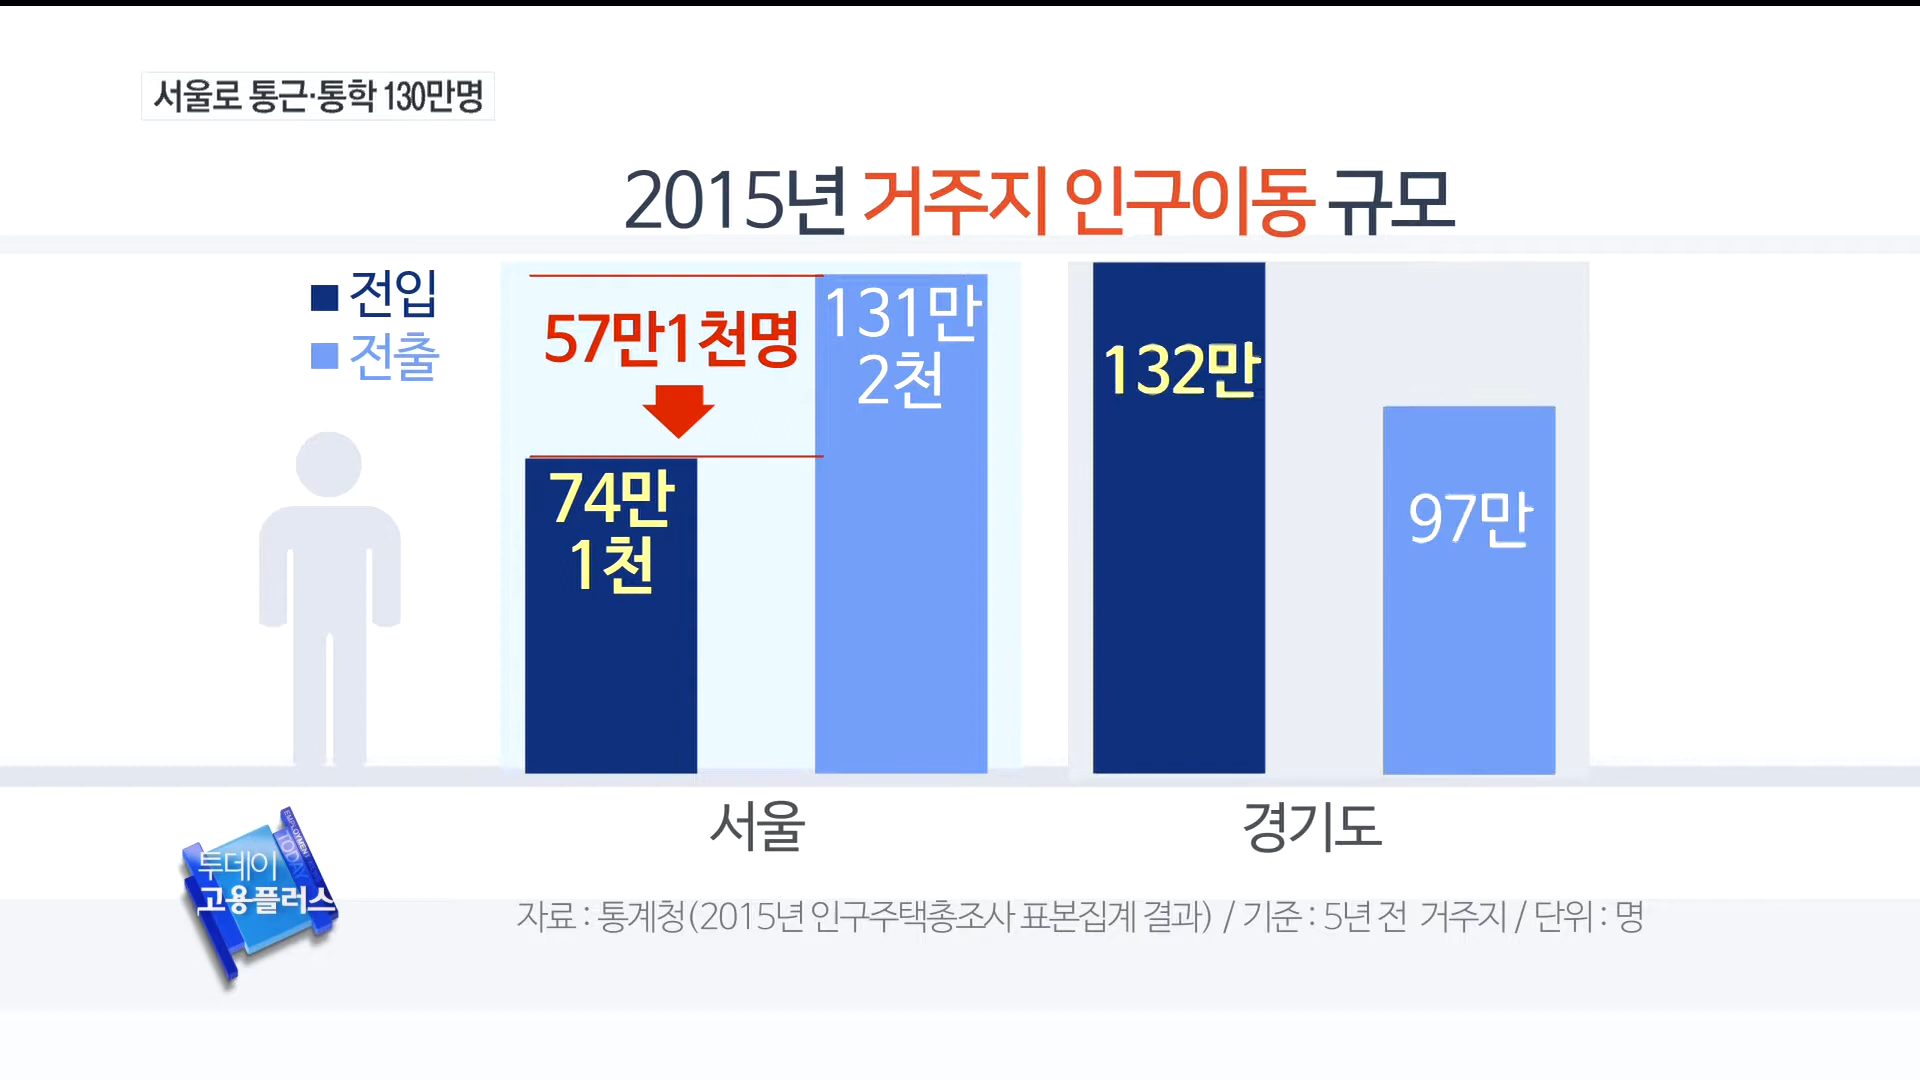 서울로 통근·통학 130만명
2015년 거주지 인구이동 규모
전입
전출
57만1천명
131만
2천
74만
1천
132만
97만
서울
경기도
EMPLOYMENT
TODAY
투데이
고용플러스
자료 : 통계청(2015년 인구주택총조사 표본집계 결과) / 기준 : 5년 전 거주지 / 단위 : 명